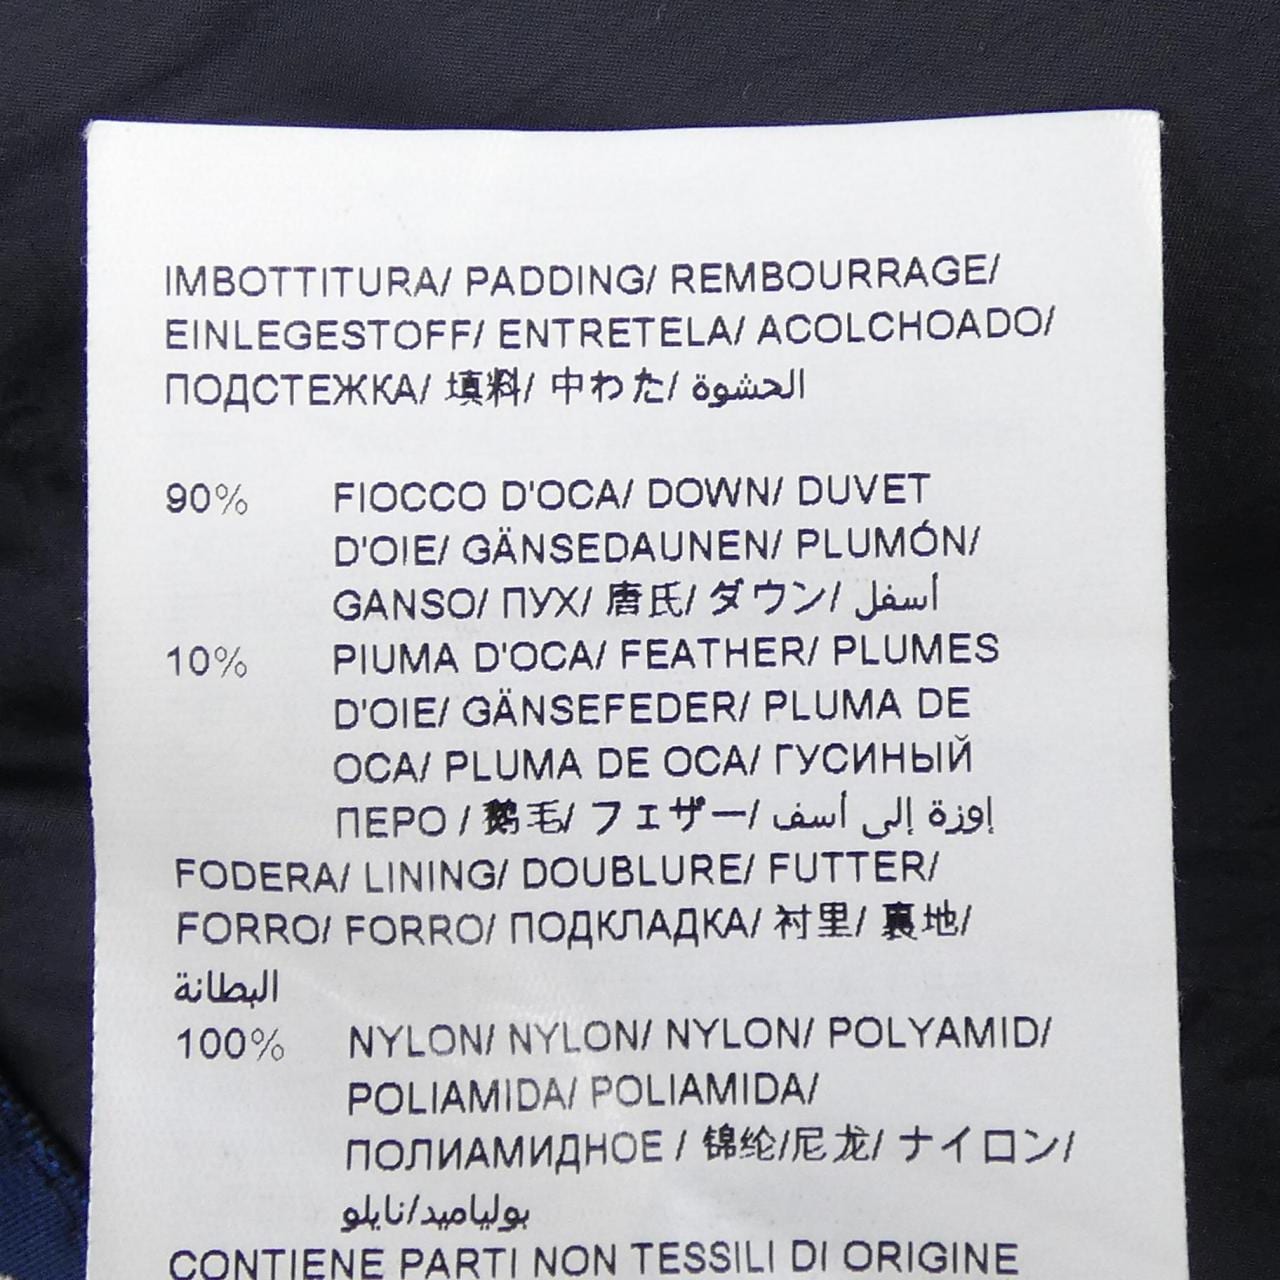 IMBOTTITURA/ PADDING/ REMBOURRAGE/
EINLEGESTOFF/ ENTRETELA/ ACOLCHOADO/
ПОДСТЕЖКА/ 填料/ 中わた/ الحشوة
90% FIOCCO D'OCA/ DOWN/ DUVET
D'OIE/ GÄNSEDAUNEN/ PLUMÓN/
GANSO/ ПУХ/ 唐氏/ ダウン/ أسفل
10% PIUMA D'OCA/ FEATHER/ PLUMES
D'OIE/ GÄNSEFEDER/ PLUMA DE
OCA/ PLUMA DE OCA/ ГУСИНЫЙ
ПЕРО / 鹅毛/ フェザー/ إوزة إلى أسف
FODERA/ LINING/ DOUBLURE/ FUTTER/
FORRO/ FORRO/ ПОДКЛАДКА/ 衬里/ 裏地/
البطانة
100% NYLON/ NYLON/ NYLON/ POLYAMID/
POLIAMIDA/ POLIAMIDA/
ПОЛИАМИДНОЕ / 锦纶/尼龙/ ナイロン/
بولياميد/نايلو
CONTIENE PARTI NON TESSILI DI ORIGINE